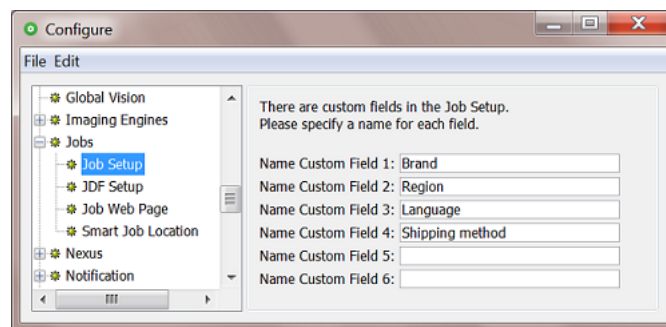 Configure
File Edit
Global Vision
Imaging Engines
Jobs
Job Setup
JDF Setup
Job Web Page
Smart Job Location
Nexus
Notification
There are custom fields in the Job Setup.
Please specify a name for each field.
Name Custom Field 1: Brand
Name Custom Field 2: Region
Name Custom Field 3: Language
Name Custom Field 4: Shipping method
Name Custom Field 5:
Name Custom Field 6: